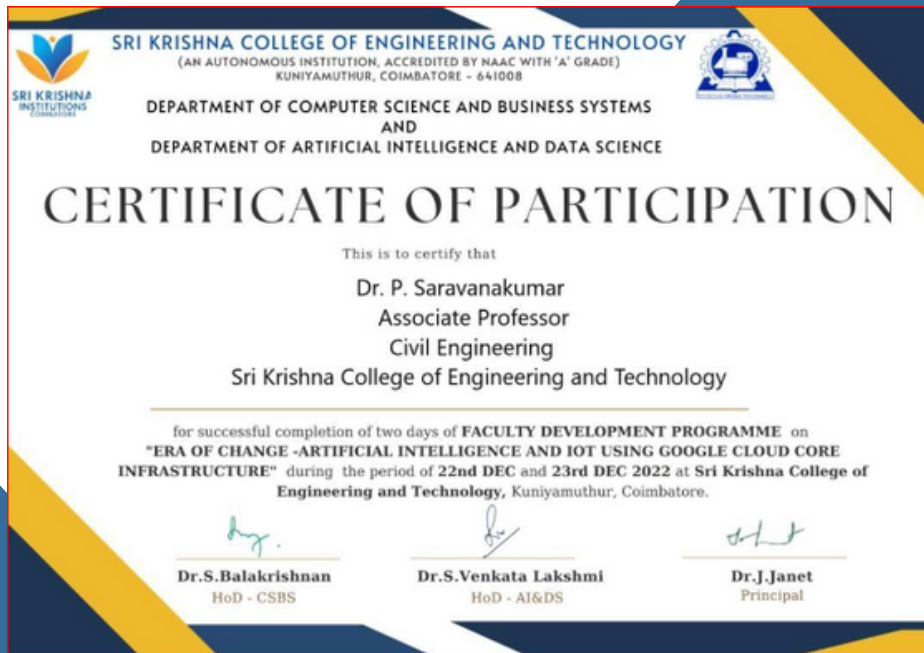 SRI KRISHNA COLLEGE OF ENGINEERING AND TECHNOLOGY
(AN AUTONOMOUS INSTITUTION, ACCREDITED BY NAAC WITH 'A' GRADE)
KUNIYAMUTHUR, COIMBATORE - 641008
SRI KRISHNA
INSTITUTIONS
COIMBATORE
DEPARTMENT OF COMPUTER SCIENCE AND BUSINESS SYSTEMS
AND
DEPARTMENT OF ARTIFICIAL INTELLIGENCE AND DATA SCIENCE
CERTIFICATE OF PARTICIPATION
This is to certify that
Dr. P. Saravanakumar
Associate Professor
Civil Engineering
Sri Krishna College of Engineering and Technology
for successful completion of two days of FACULTY DEVELOPMENT PROGRAMME on
"ERA OF CHANGE -ARTIFICIAL INTELLIGENCE AND IOT USING GOOGLE CLOUD CORE
INFRASTRUCTURE" during the period of 22nd DEC and 23rd DEC 2022 at Sri Krishna College of
Engineering and Technology, Kuniyamuthur, Coimbatore.
Dr.S.Balakrishnan
HoD - CSBS
Dr.S.Venkata Lakshmi
HoD - AI&DS
Dr.J.Janet
Principal